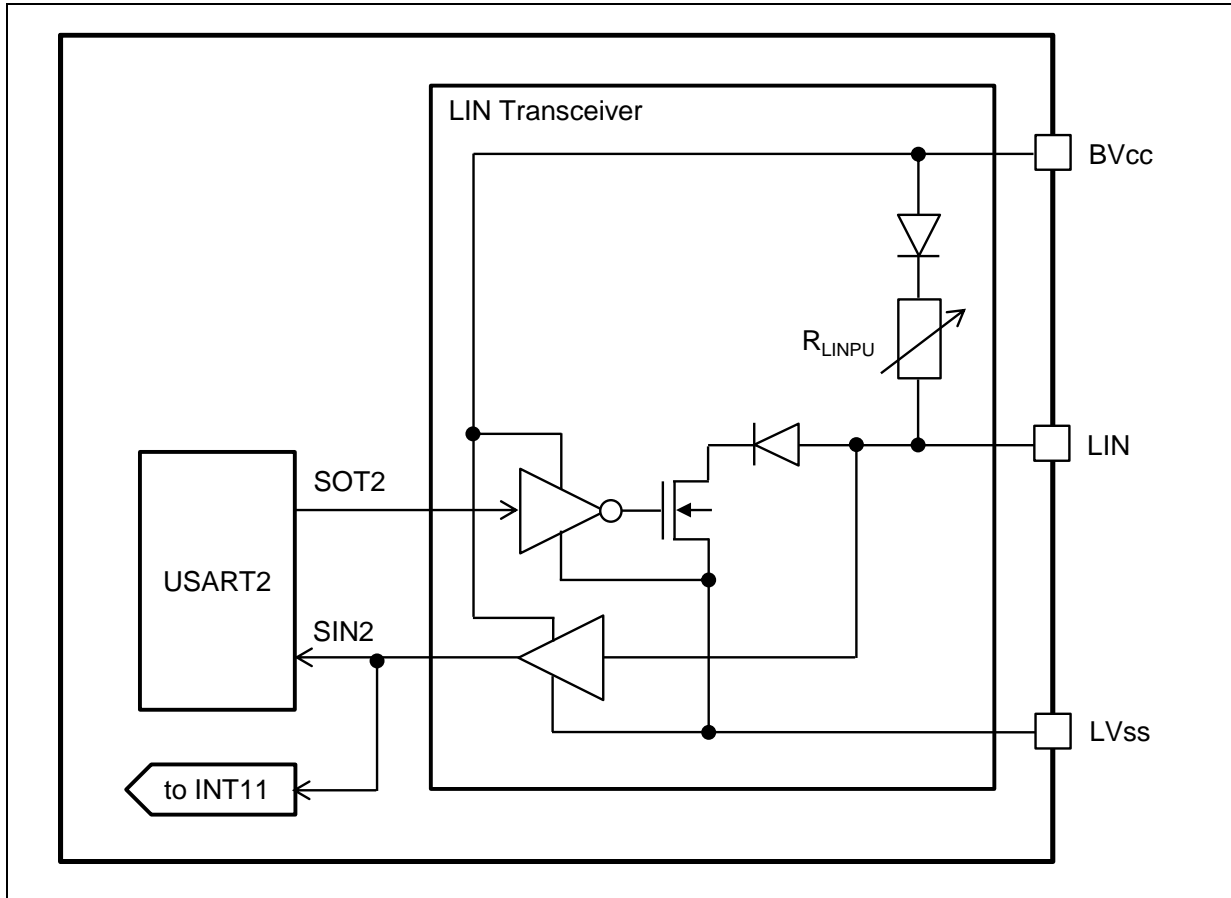 LIN Transceiver
BVcc
RLINPU
LIN
SOT2
USART2
SIN2
LVss
to INT11